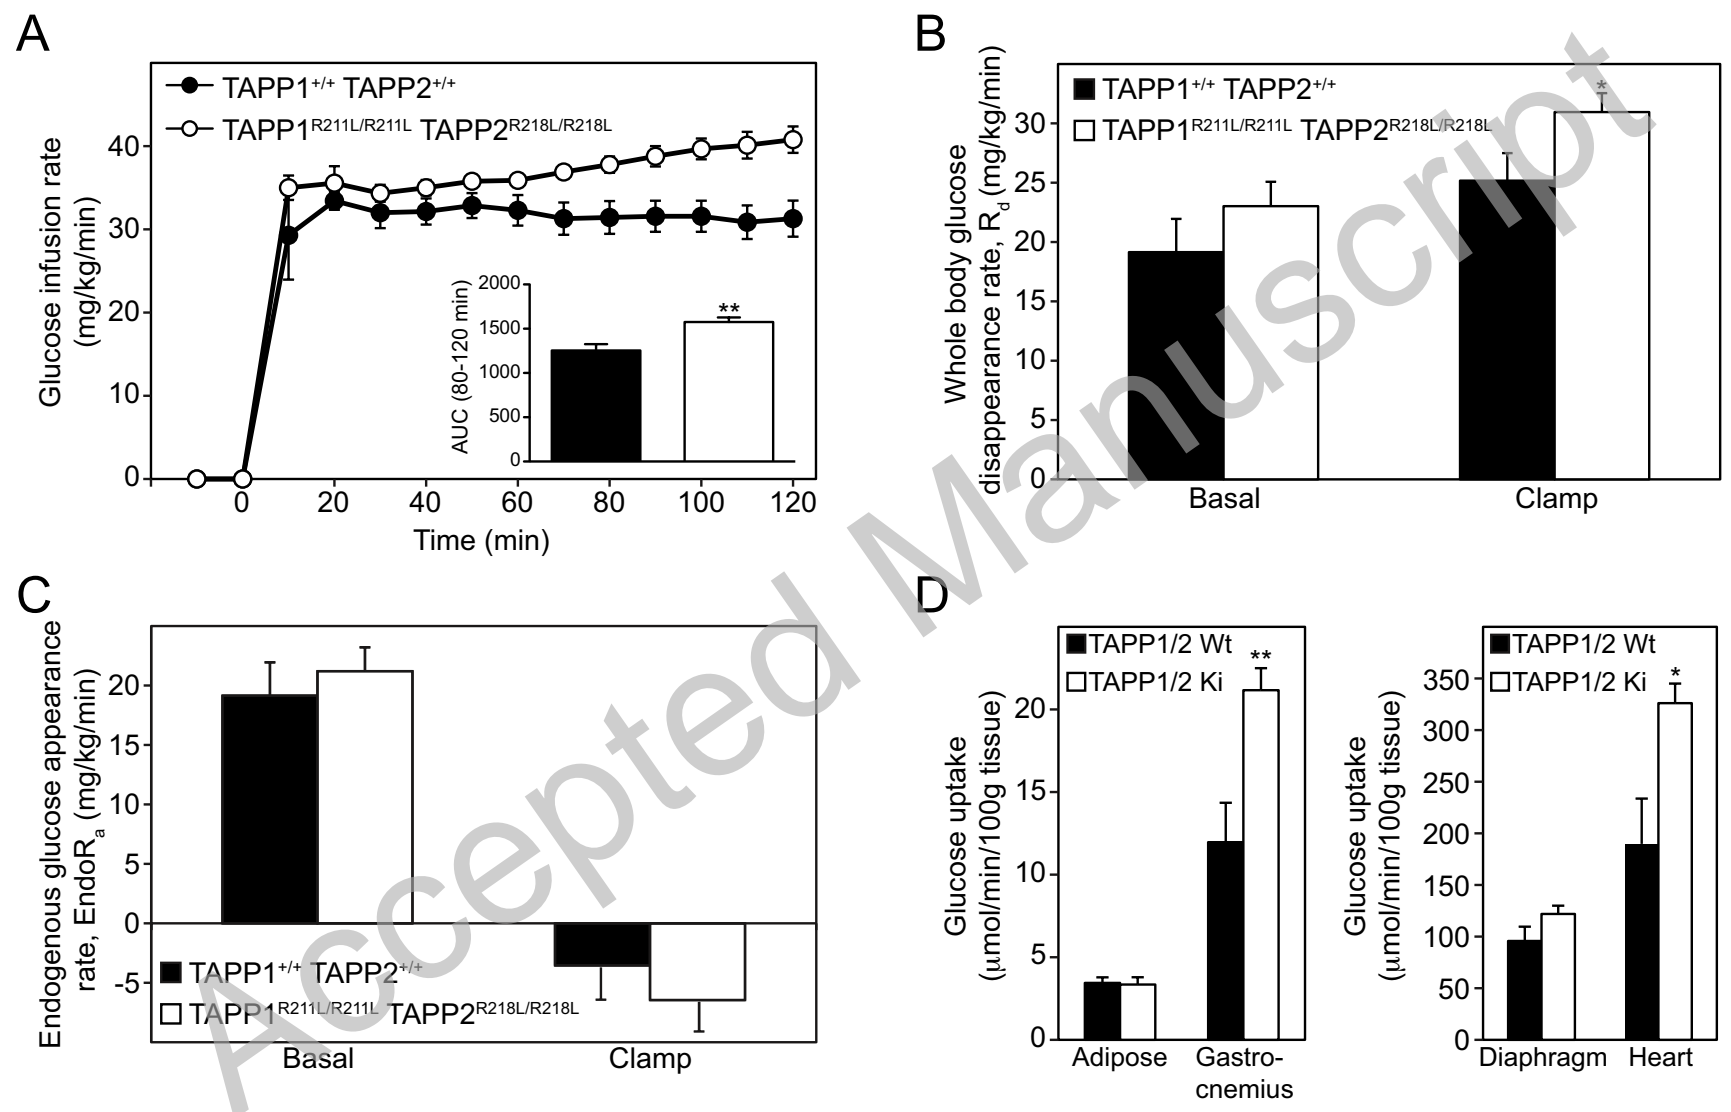 A
Glucose infusion rate
(mg/kg/min)
TAPP1+/+ TAPP2+/+
TAPP1R211L/R211L TAPP2R218L/R218L
40
30
20
10
0
0 20 40 60 80 100 120
Time (min)
AUC (80-120 min)
2000
1500
1000
500
0
**
B
Whole body glucose
disappearance rate, Rd (mg/kg/min)
TAPP1+/+ TAPP2+/+
TAPP1R211L/R211L TAPP2R218L/R218L
30
25
20
15
10
5
0
*
Basal Clamp
C
Endogenous glucose appearance
rate, EndoRa (mg/kg/min)
20
15
10
5
0
-5
TAPP1+/+ TAPP2+/+
TAPP1R211L/R211L TAPP2R218L/R218L
Basal Clamp
D
Glucose uptake
(μmol/min/100g tissue)
TAPP1/2 Wt
TAPP1/2 Ki
20
15
10
5
0
**
Adipose Gastro-
cnemius
Glucose uptake
(μmol/min/100g tissue)
TAPP1/2 Wt
TAPP1/2 Ki
350
300
250
200
150
100
50
0
*
Diaphragm Heart
Accepted Manuscript